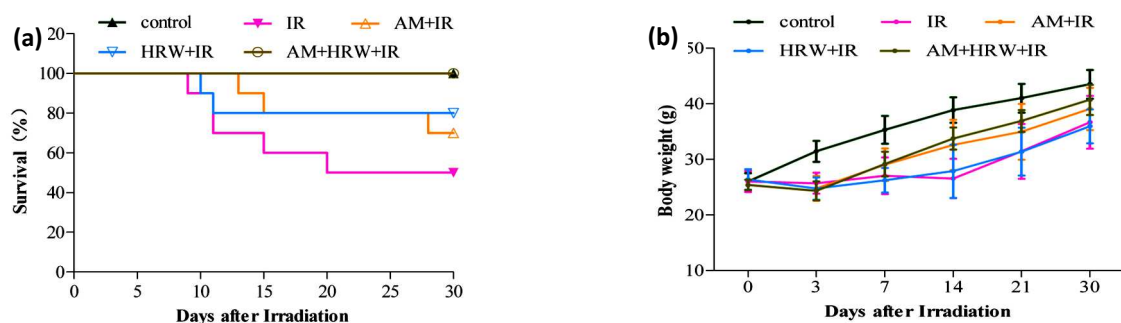 (a)
control IR AM+IR
HRW+IR AM+HRW+IR
20
100
80
60
40
20
0
Survival (%)
0 5 10 15 20 25 30
Days after Irradiation
(b)
control IR AM+IR
HRW+IR AM+HRW+IR
50
40
30
20
10
Body weight (g)
0 3 7 14 21 30
Days after Irradiation